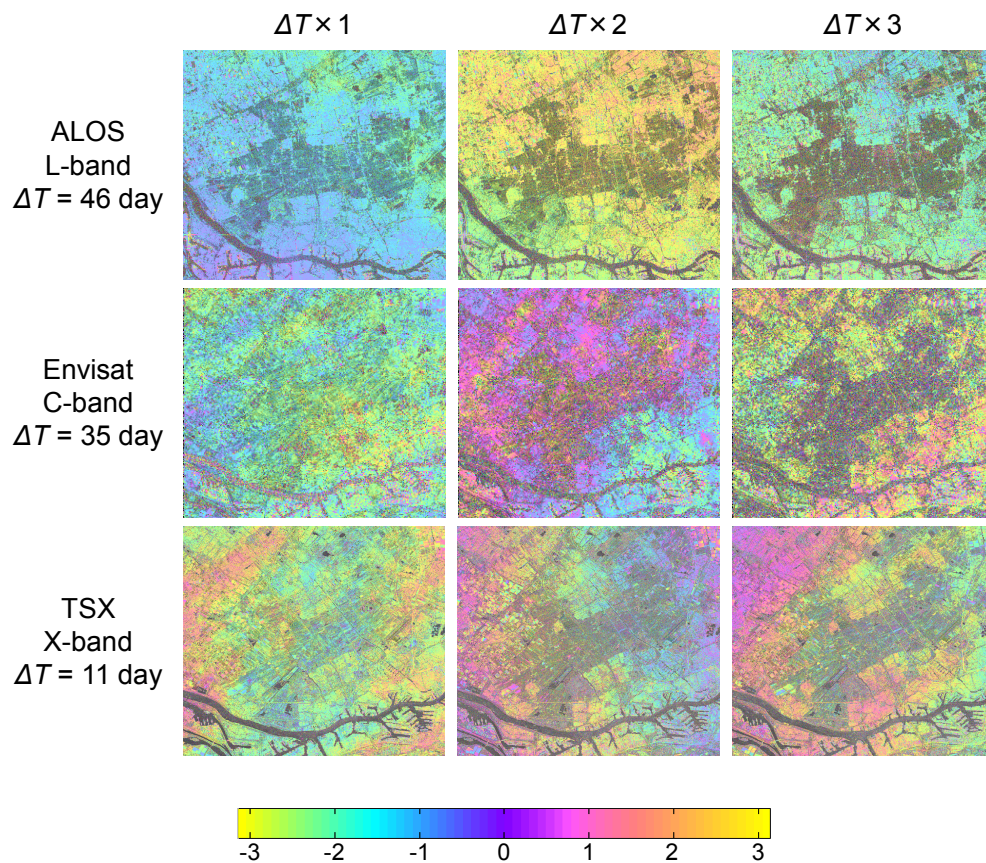 ΔT × 1
ΔT × 2
ΔT × 3
ALOS
L-band
ΔT = 46 day
Envisat
C-band
ΔT = 35 day
TSX
X-band
ΔT = 11 day
-3 -2 -1 0 1 2 3